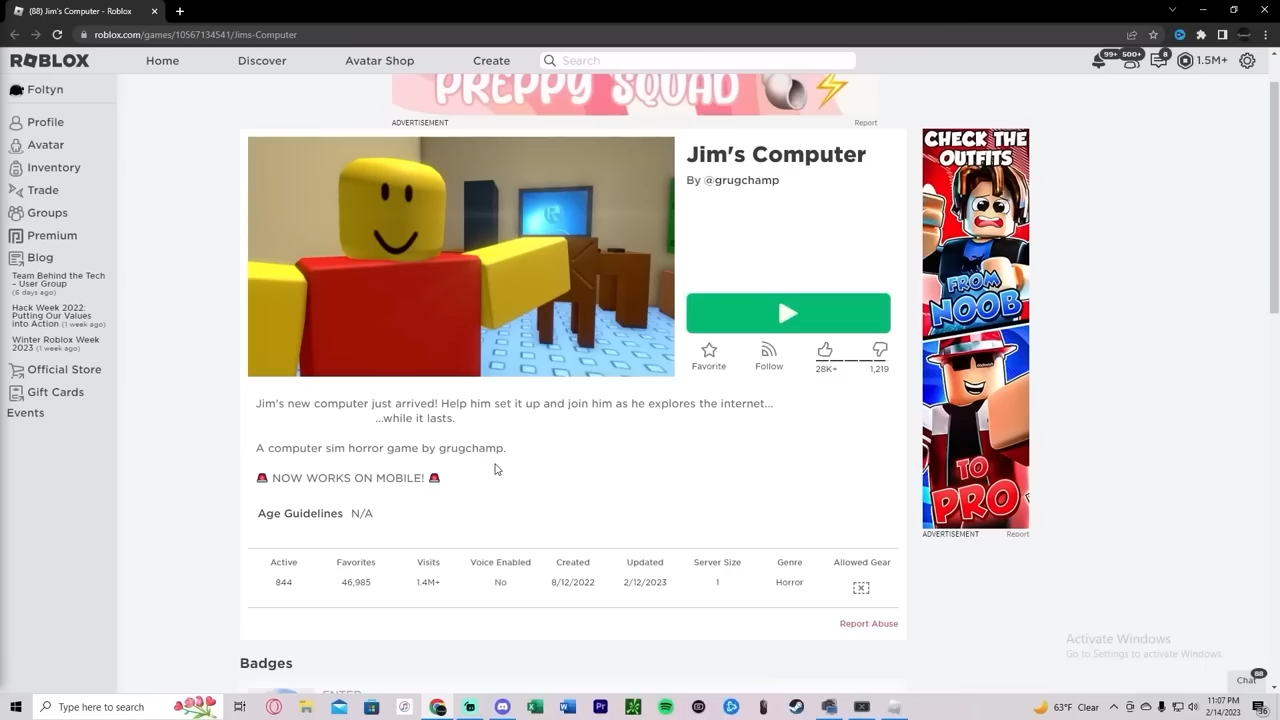 (88) Jim's Computer - Roblox
roblox.com/games/10567134541/Jims-Computer
ROBLOX
Home
Discover
Avatar Shop
Create
Search
99+
500+
8
1.5M+
Foltyn
Profile
Avatar
Inventory
Trade
Groups
Premium
Blog
Team Behind the Tech
– User Group
(6 days ago)
Hack Week 2022:
Putting Our Values
into Action (1 week ago)
Winter Roblox Week
2023 (1 week ago)
Official Store
Gift Cards
Events
PREPPY SQUAD
ADVERTISEMENT
Report
Jim's Computer
By @grugchamp
Favorite
Follow
28K+
1,219
Jim's new computer just arrived! Help him set it up and join him as he explores the internet...
...while it lasts.
A computer sim horror game by grugchamp.
NOW WORKS ON MOBILE!
Age Guidelines N/A
Active
Favorites
Visits
Voice Enabled
Created
Updated
Server Size
Genre
Allowed Gear
844
46,985
1.4M+
No
8/12/2022
2/12/2023
1
Horror
Report Abuse
Badges
CHECK THE
OUTFITS
FROM
NOOB
TO
PRO
ADVERTISEMENT
Report
Activate Windows
Go to Settings to activate Windows.
Chat
88
Type here to search
63°F Clear
11:07 PM
2/14/2023